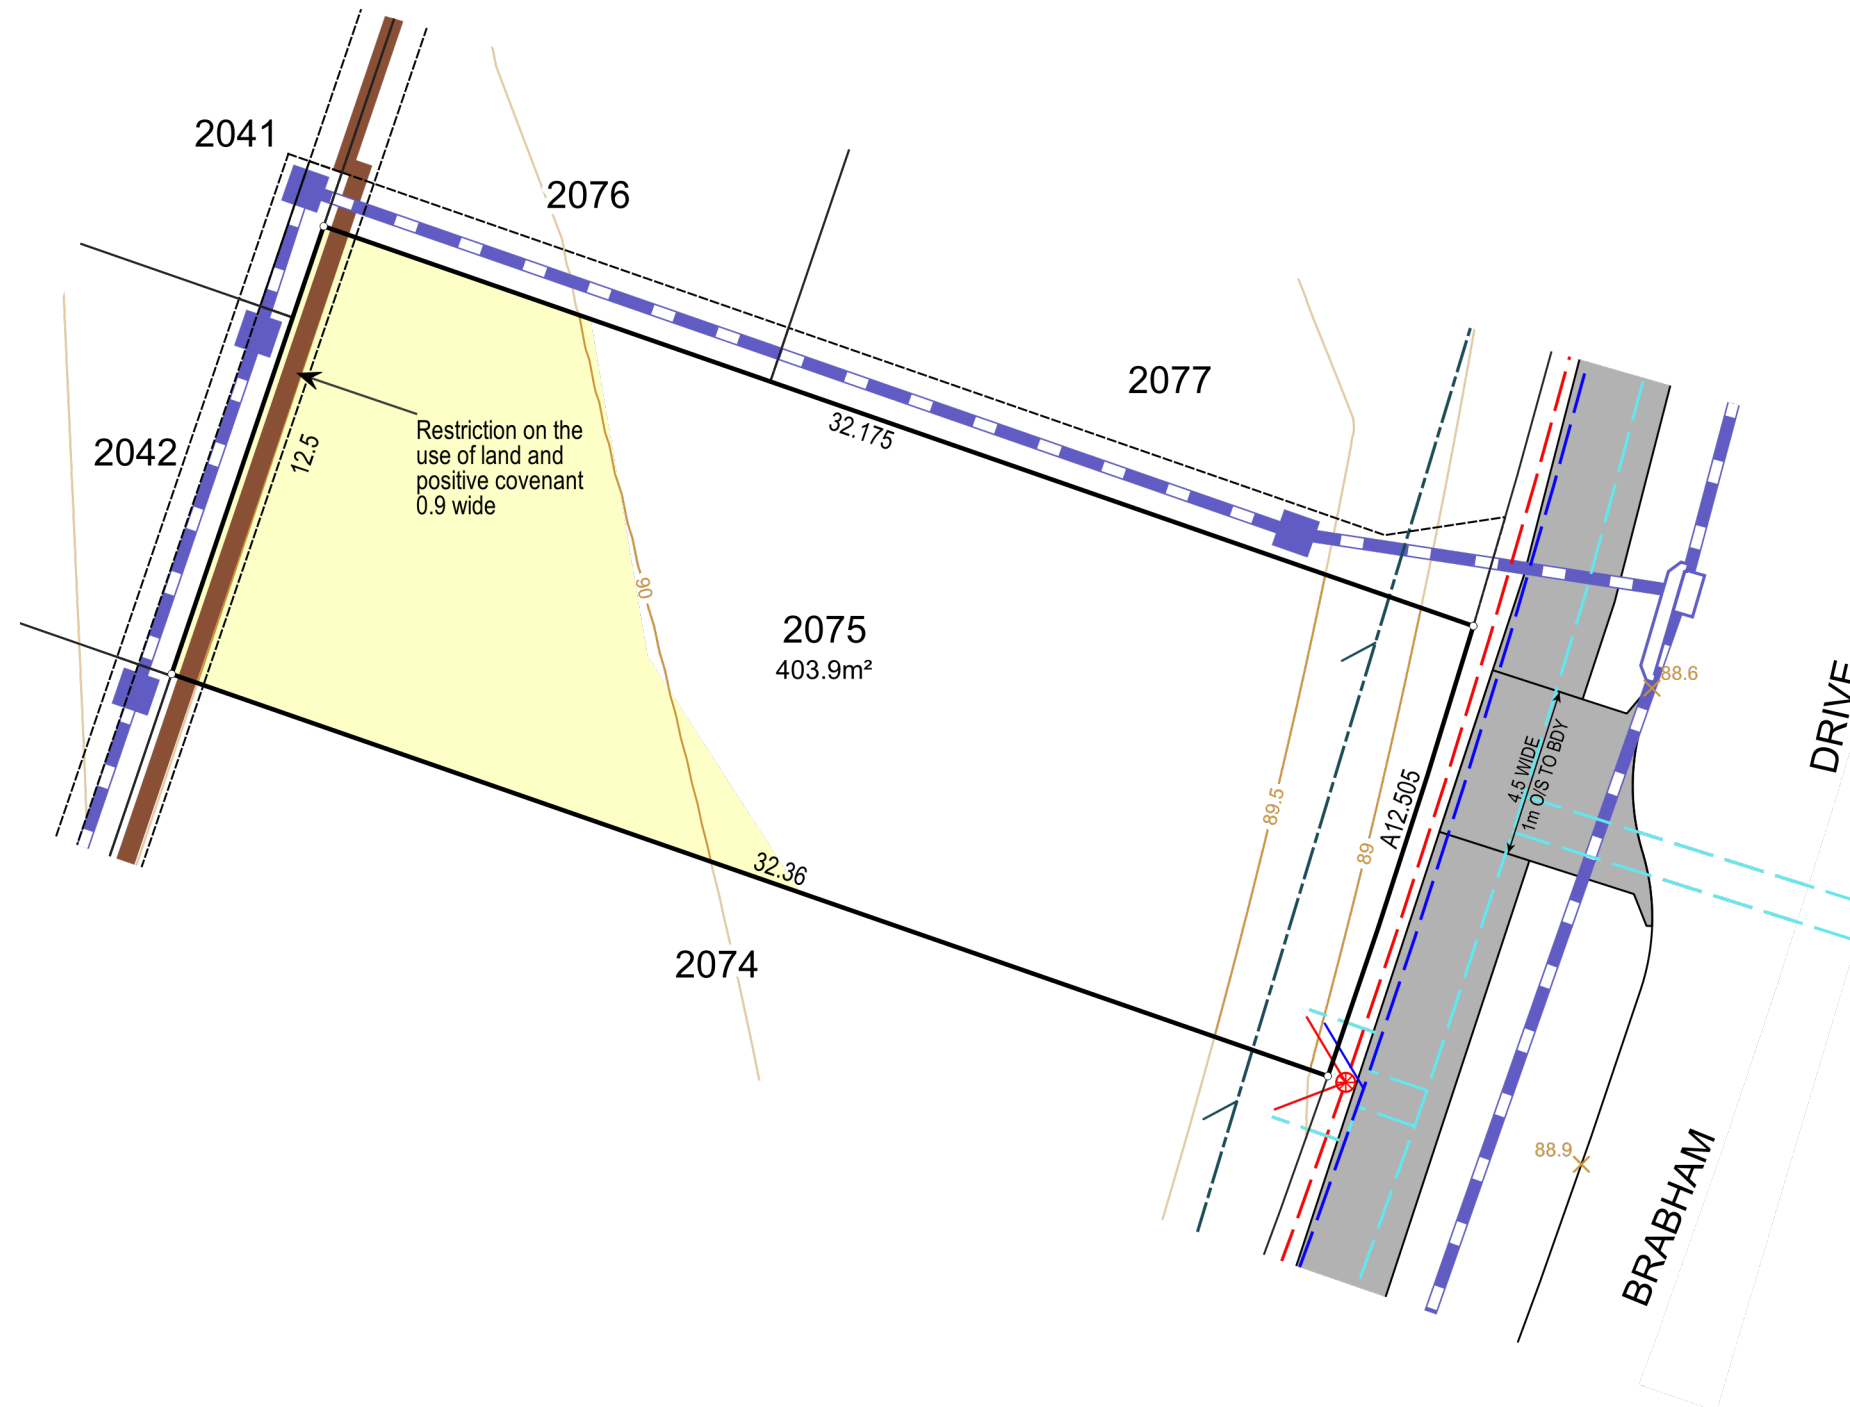 2041
2076
2077
2042
12.5
Restriction on the
use of land and
positive covenant
0.9 wide
32.175
90
2075
403.9m²
89.5
89
A12.505
4.5 WIDE
1m O/S TO BDY
88.6
DRIVE
32.36
2074
88.9
BRABHAM